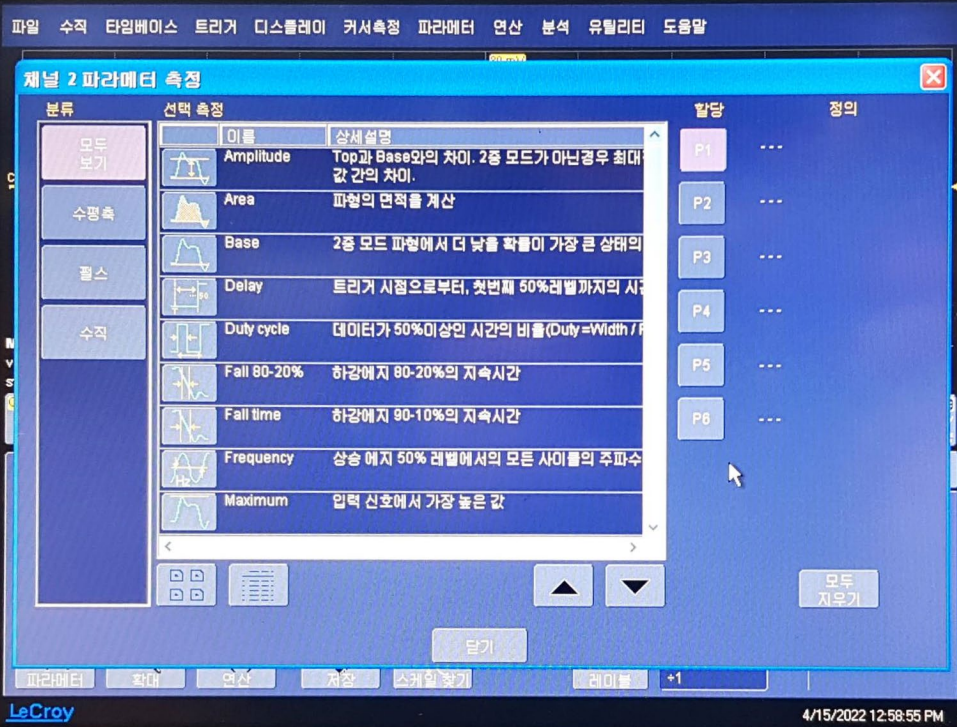 파일 수직 타임베이스 트리거 디스플레이 커서측정 파라메터 연산 분석 유틸리티 도움말
채널 2 파라메터 측정
분류 선택 측정 할당 정의
이름 상세설명
모두
보기
수평축
펄스
수직
Amplitude Top과 Base와의 차이. 2중 모드가 아닌경우 최대
값 간의 차이.
Area 파형의 면적을 계산
Base 2중 모드 파형에서 더 낮을 확률이 가장 큰 상태의
Delay 트리거 시점으로부터, 첫번째 50%레벨까지의
Duty cycle 데이터가 50%이상인 시간의 비율(Duty=Width /
Fall 80-20% 하강에지 80-20%의 지속시간
Fall time 하강에지 90-10%의 지속시간
Frequency 상승 에지 50% 레벨에서의 모든 사이클의 주파수
Maximum 입력 신호에서 가장 높은 값
P1 ---
P2 ---
P3 ---
P4 ---
P5 ---
P6 ---
모두
지우기
닫기
파라메터 확대 연산 저장 스케일 찾기 레이블 +1
LeCroy 4/15/2022 12:58:55 PM